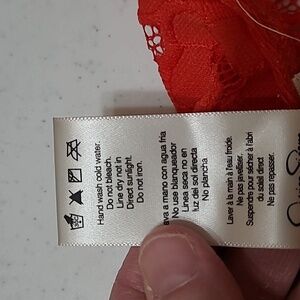 Hand wash cold water.
Do not bleach.
Line dry not in
Direct sunlight.
Do not iron.
ava a mano con agua fria
No use blanqueador
Linea seca no en
luz del sol directa
No plancha
Laver à la main à l'eau froide.
Ne pas javelliser.
Suspendre pour sécher à l'abri
du soleil direct
Ne pas repasser.